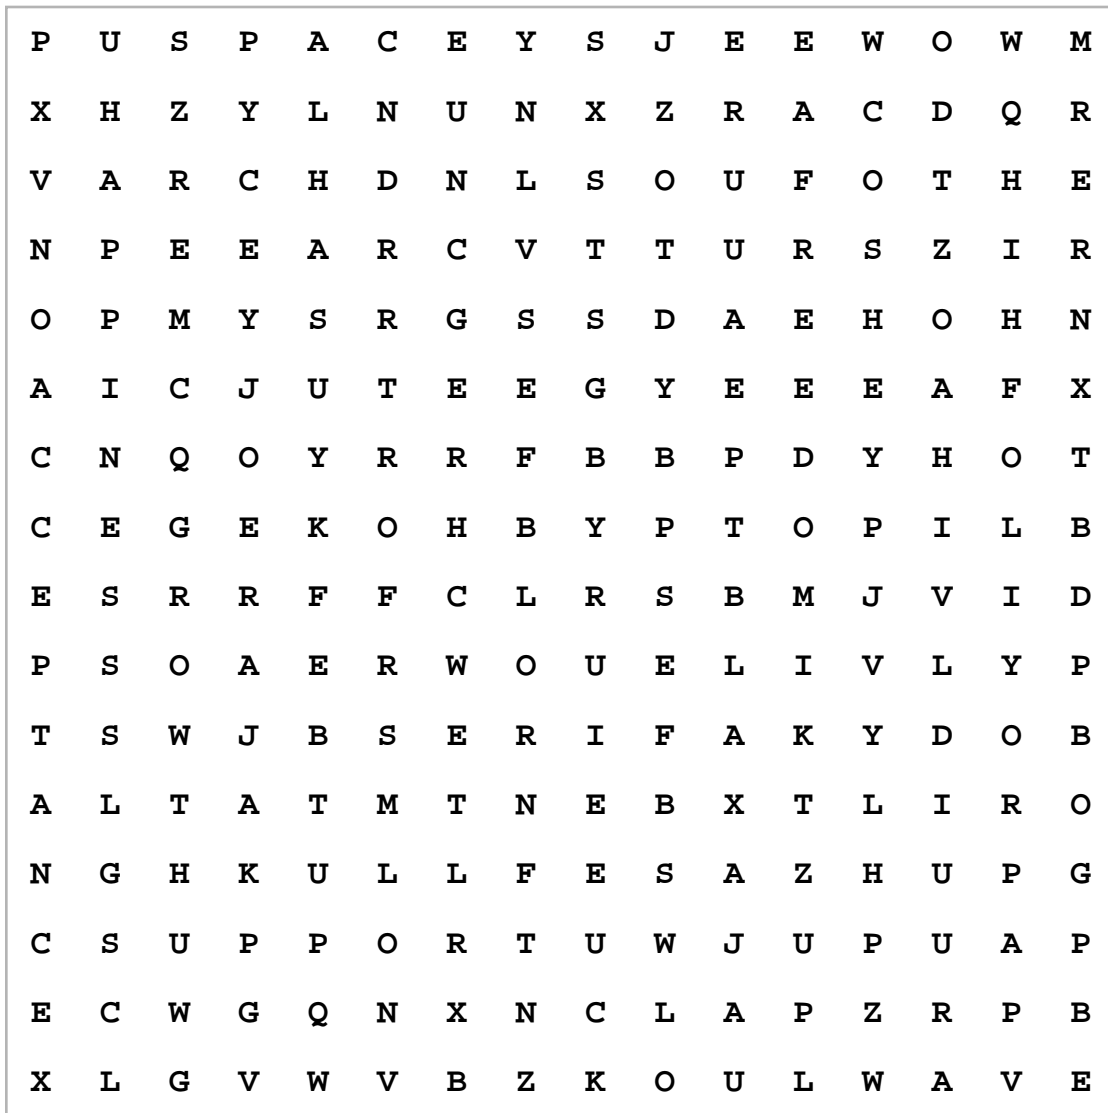 P U S P A C E Y S J E E W O W M
X H Z Y L N U N X Z R A C D Q R
V A R C H D N L S O U F O T H E
N P E E A R C V T T U R S Z I R
O P M Y S R G S S D A E H O H N
A I C J U T E E G Y E E E A F X
C N Q O Y R R F B B P D Y H O T
C E G E K O H B Y P T O P I L B
E S R R F F C L R S B M J V I D
P S O A E R W O U E L I V L Y P
T S W J B S E R I F A K Y D O B
A L T A T M T N E B X T L I R O
N G H K U L L F E S A Z H U P G
C S U P P O R T U W J U P U A P
E C W G Q N X N C L A P Z R P B
X L G V W V B Z K O U L W A V E